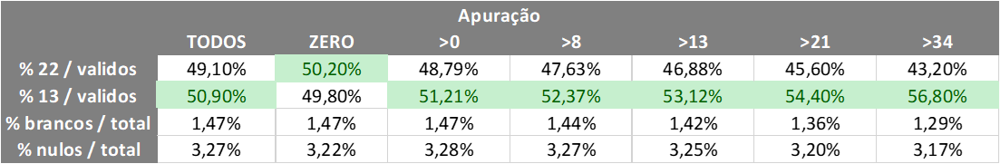 Apuração
TODOS ZERO >0 >8 >13 >21 >34
% 22 / validos 49,10% 50,20% 48,79% 47,63% 46,88% 45,60% 43,20%
% 13 / validos 50,90% 49,80% 51,21% 52,37% 53,12% 54,40% 56,80%
% brancos / total 1,47% 1,47% 1,47% 1,44% 1,42% 1,36% 1,29%
% nulos / total 3,27% 3,22% 3,28% 3,27% 3,25% 3,20% 3,17%